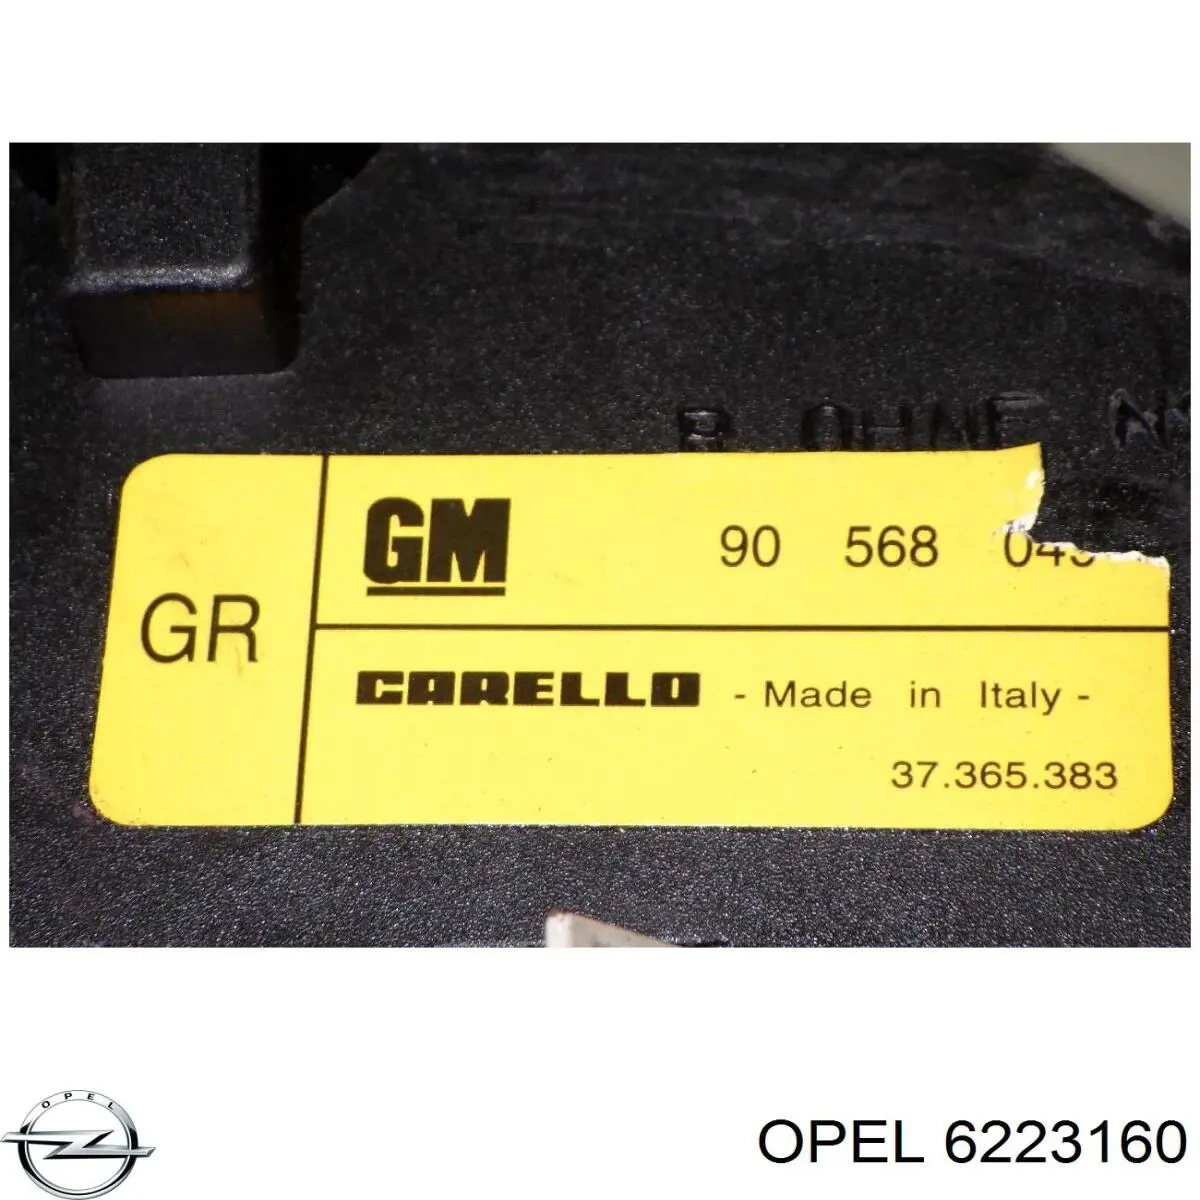 R OHNE
GM 90 568
GR
CARELLO - Made in Italy -
37.365.383
OPEL
OPEL 6223160